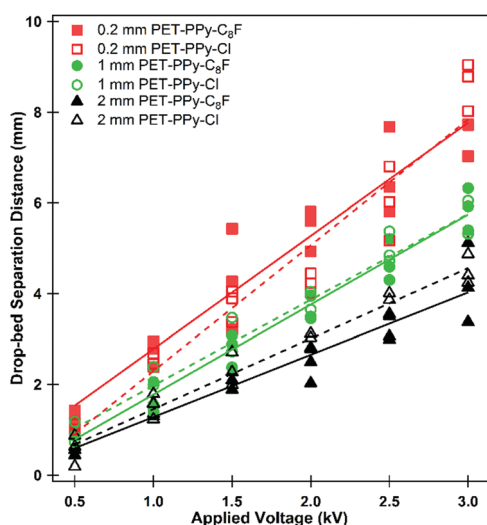 10
8
6
4
2
0
Drop-bed Separation Distance (mm)
0.2 mm PET-PPy-C₈F
0.2 mm PET-PPy-Cl
1 mm PET-PPy-C₈F
1 mm PET-PPy-Cl
2 mm PET-PPy-C₈F
2 mm PET-PPy-Cl
0.5 1.0 1.5 2.0 2.5 3.0
Applied Voltage (kV)